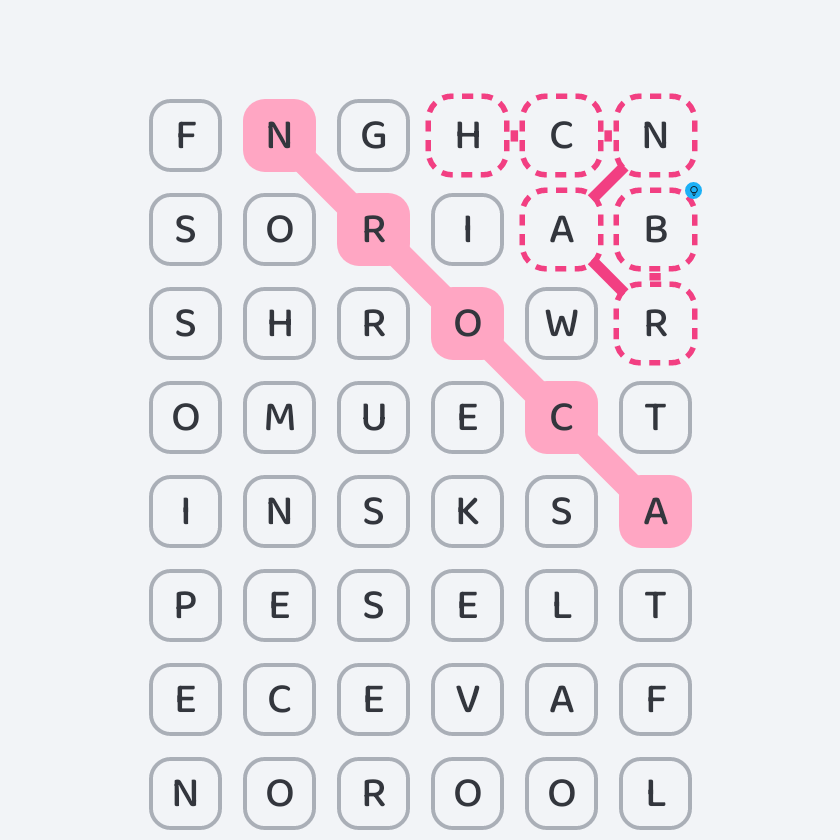 F N G H C N
S O R I A B
S H R O W R
O M U E C T
I N S K S A
P E S E L T
E C E V A F
N O R O O L